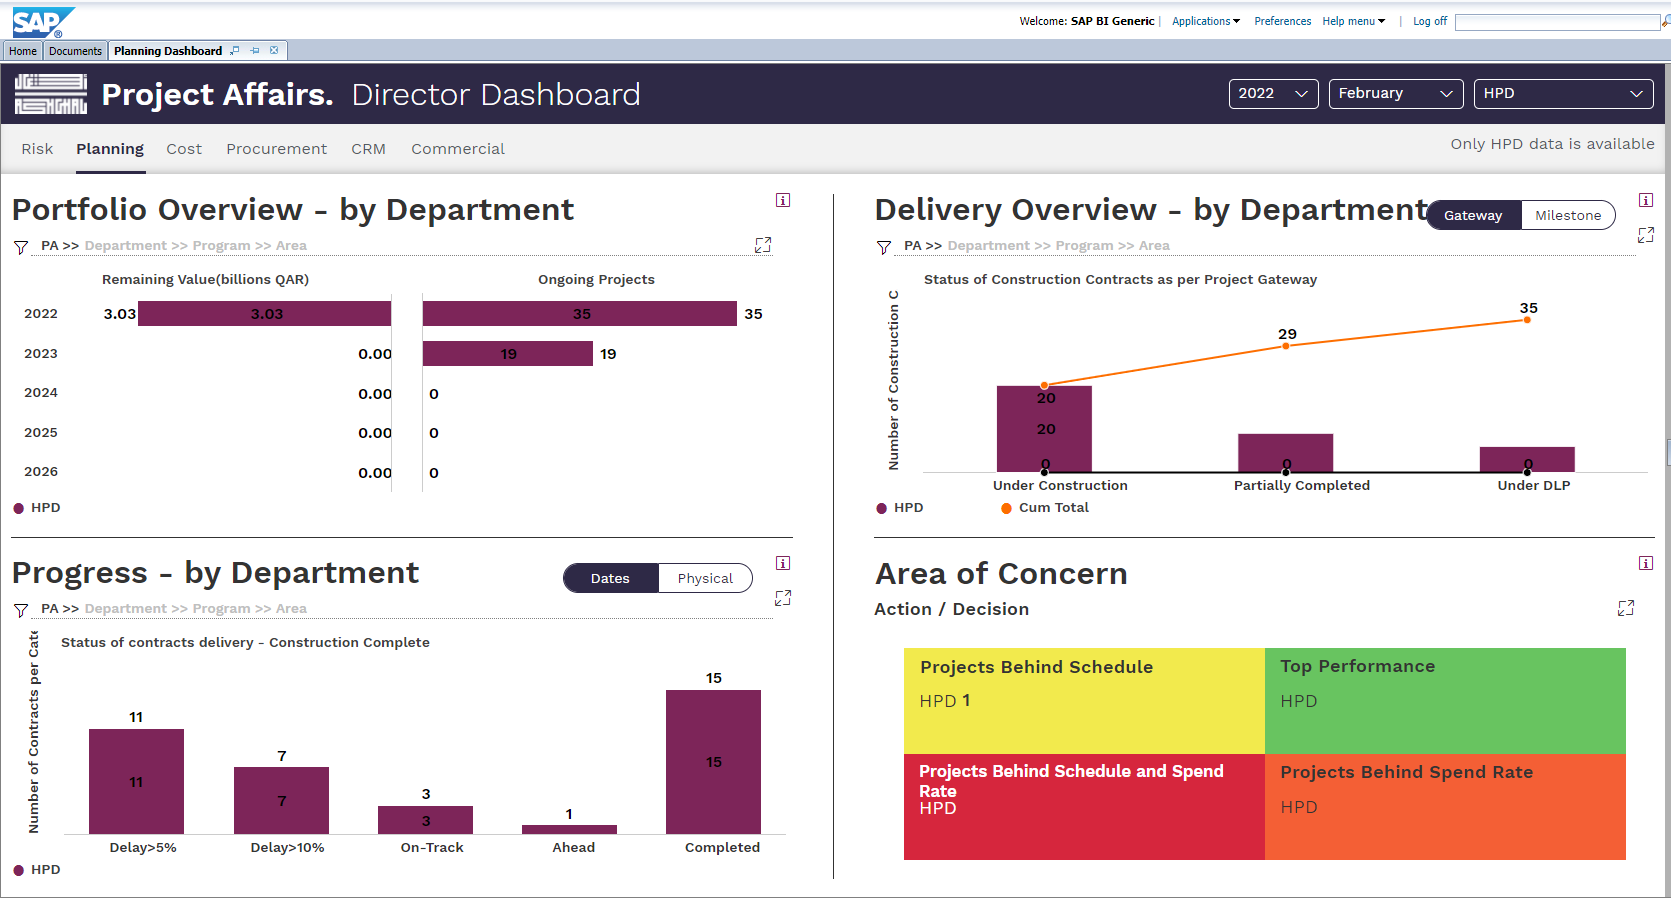 SAP®
Welcome: SAP BI Generic | Applications Preferences Help menu | Log off
Home Documents Planning Dashboard
Project Affairs. Director Dashboard
2022 February HPD
Risk Planning Cost Procurement CRM Commercial
Only HPD data is available
Portfolio Overview - by Department
PA >> Department >> Program >> Area
Remaining Value(billions QAR) Ongoing Projects
2022 3.03 3.03 35 35
2023 0.00 19 19
2024 0.00 0
2025 0.00 0
2026 0.00 0
HPD
Delivery Overview - by Department
Gateway Milestone
PA >> Department >> Program >> Area
Status of Construction Contracts as per Project Gateway
Number of Construction C
35
29
20
20
0 0 0
Under Construction Partially Completed Under DLP
HPD Cum Total
Progress - by Department
Dates Physical
PA >> Department >> Program >> Area
Status of contracts delivery - Construction Complete
Number of Contracts per Cate
11 7 3 1 15
11 7 3 15
Delay>5% Delay>10% On-Track Ahead Completed
HPD
Area of Concern
Action / Decision
Projects Behind Schedule
HPD 1
Top Performance
HPD
Projects Behind Schedule and Spend
Rate
HPD
Projects Behind Spend Rate
HPD